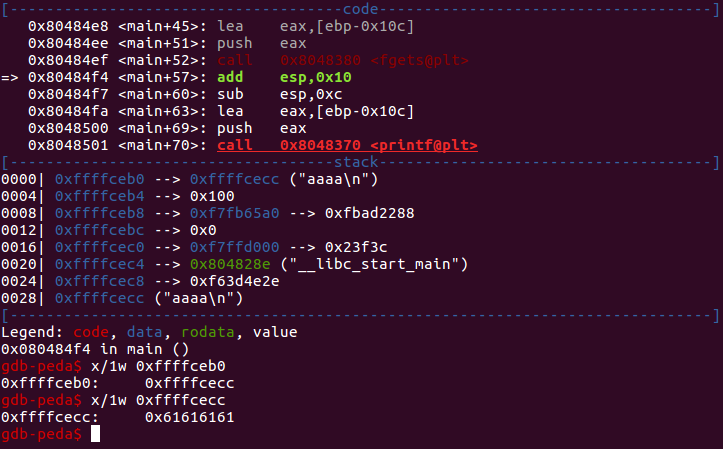 [----------------------------------code----------------------------------]
   0x80484e8 <main+45>: lea    eax,[ebp-0x10c]
   0x80484ee <main+51>: push   eax
   0x80484ef <main+52>: call   0x8048380 <fgets@plt>
=> 0x80484f4 <main+57>: add    esp,0x10
   0x80484f7 <main+60>: sub    esp,0xc
   0x80484fa <main+63>: lea    eax,[ebp-0x10c]
   0x8048500 <main+69>: push   eax
   0x8048501 <main+70>: call   0x8048370 <printf@plt>
[----------------------------------stack----------------------------------]
0000| 0xffffceb0 --> 0xffffcecc ("aaaa\n")
0004| 0xffffceb4 --> 0x100
0008| 0xffffceb8 --> 0xf7fb65a0 --> 0xfbad2288
0012| 0xffffcebc --> 0x0
0016| 0xffffcec0 --> 0xf7ffd000 --> 0x23f3c
0020| 0xffffcec4 --> 0x804828e ("__libc_start_main")
0024| 0xffffcec8 --> 0xf63d4e2e
0028| 0xffffcecc ("aaaa\n")
[------------------------------------------------------------------------]
Legend: code, data, rodata, value
0x080484f4 in main ()
gdb-peda$ x/1w 0xffffceb0
0xffffceb0:     0xffffcecc
gdb-peda$ x/1w 0xffffcecc
0xffffcecc:     0x61616161
gdb-peda$